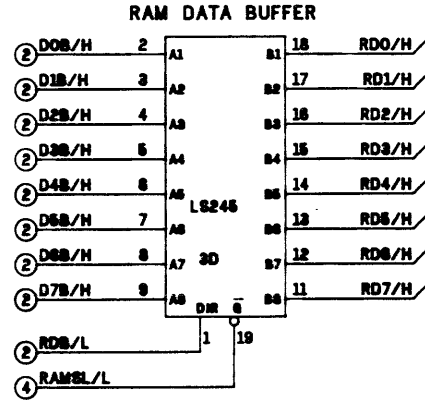 RAM DATA BUFFER
2 D0B/H 2 A1 B1 18 RD0/H
2 D1B/H 3 A2 B2 17 RD1/H
2 D2B/H 4 A3 B3 16 RD2/H
2 D3B/H 5 A4 B4 15 RD3/H
2 D4B/H 6 A5 B5 14 RD4/H
LS245
2 D5B/H 7 A6 B6 13 RD5/H
2 D6B/H 8 A7 3D B7 12 RD6/H
2 D7B/H 9 A8 B8 11 RD7/H
DIR G
1 19
2 RDB/L
4 RAMSL/L